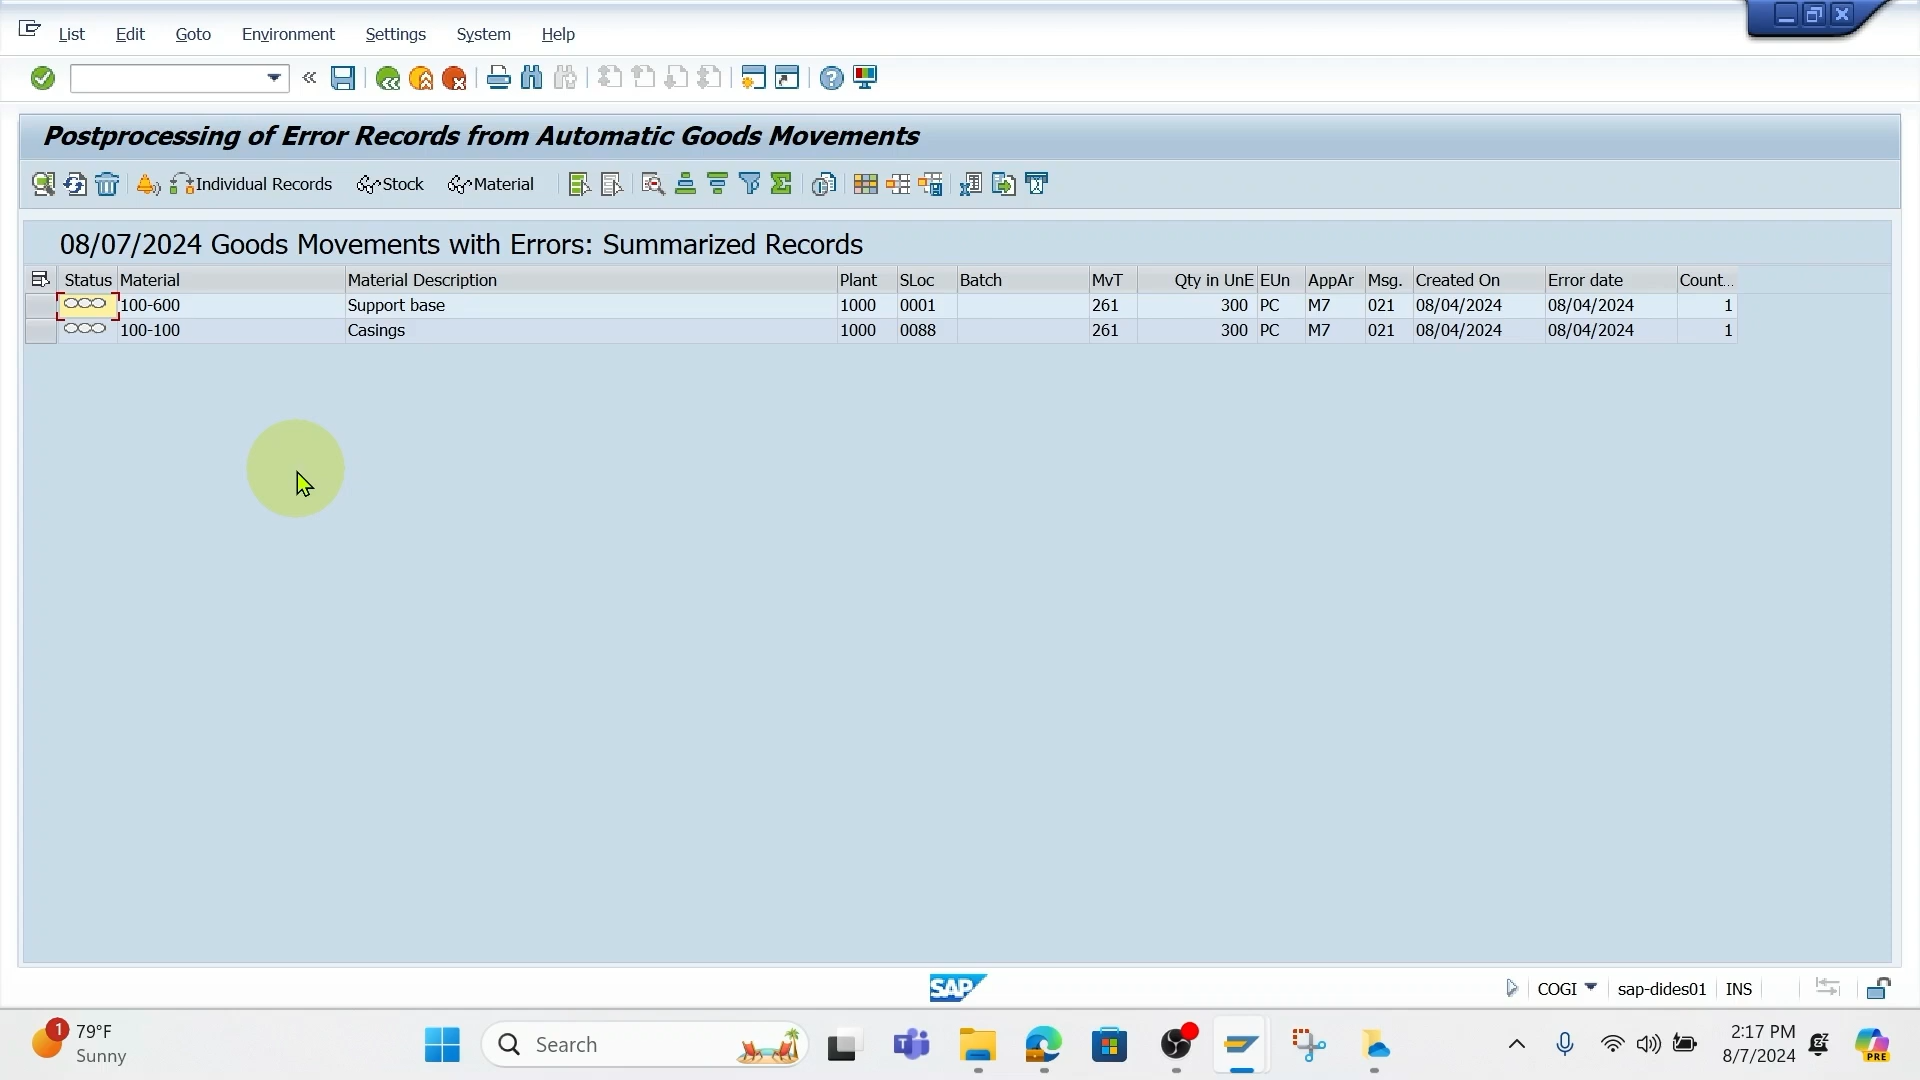 List Edit Goto Environment Settings System Help
Postprocessing of Error Records from Automatic Goods Movements
Individual Records Stock Material
08/07/2024 Goods Movements with Errors: Summarized Records
Status Material Material Description Plant SLoc Batch MvT Qty in UnE EUn AppAr Msg. Created On Error date Count...
100-600 Support base 1000 0001 261 300 PC M7 021 08/04/2024 08/04/2024 1
100-100 Casings 1000 0088 261 300 PC M7 021 08/04/2024 08/04/2024 1
SAP COGI sap-dides01 INS
1 79°F Search 2:17 PM
Sunny 8/7/2024 PRE